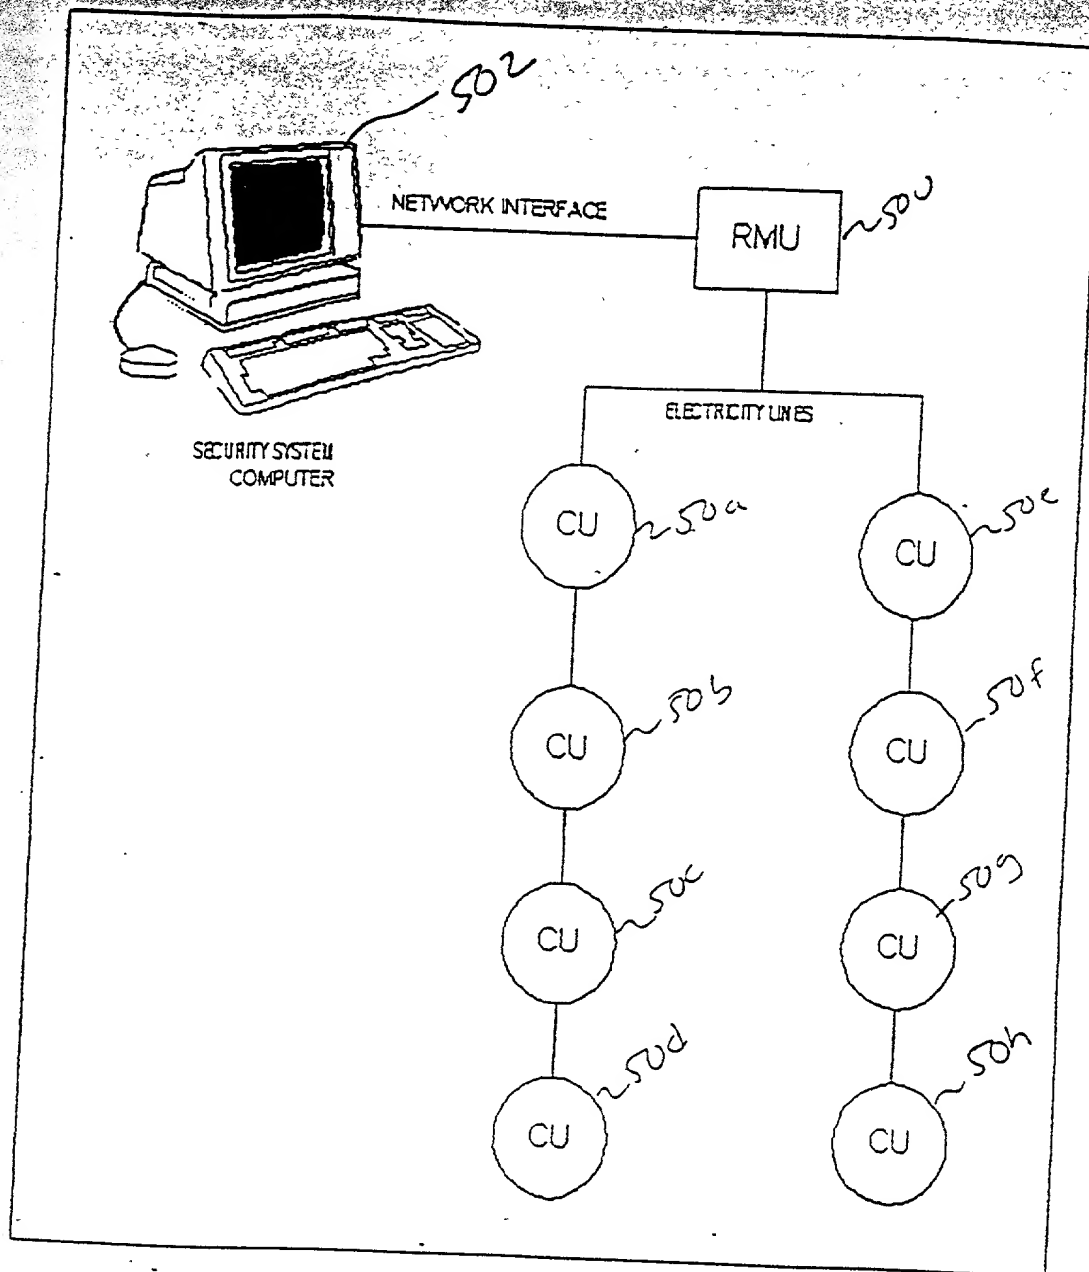 502
NETWORK INTERFACE
RMU
500
ELECTRICITY LINES
SECURITY SYSTEM
COMPUTER
CU
50a
CU
50e
CU
50b
CU
50f
CU
50c
CU
50g
CU
50d
CU
50h